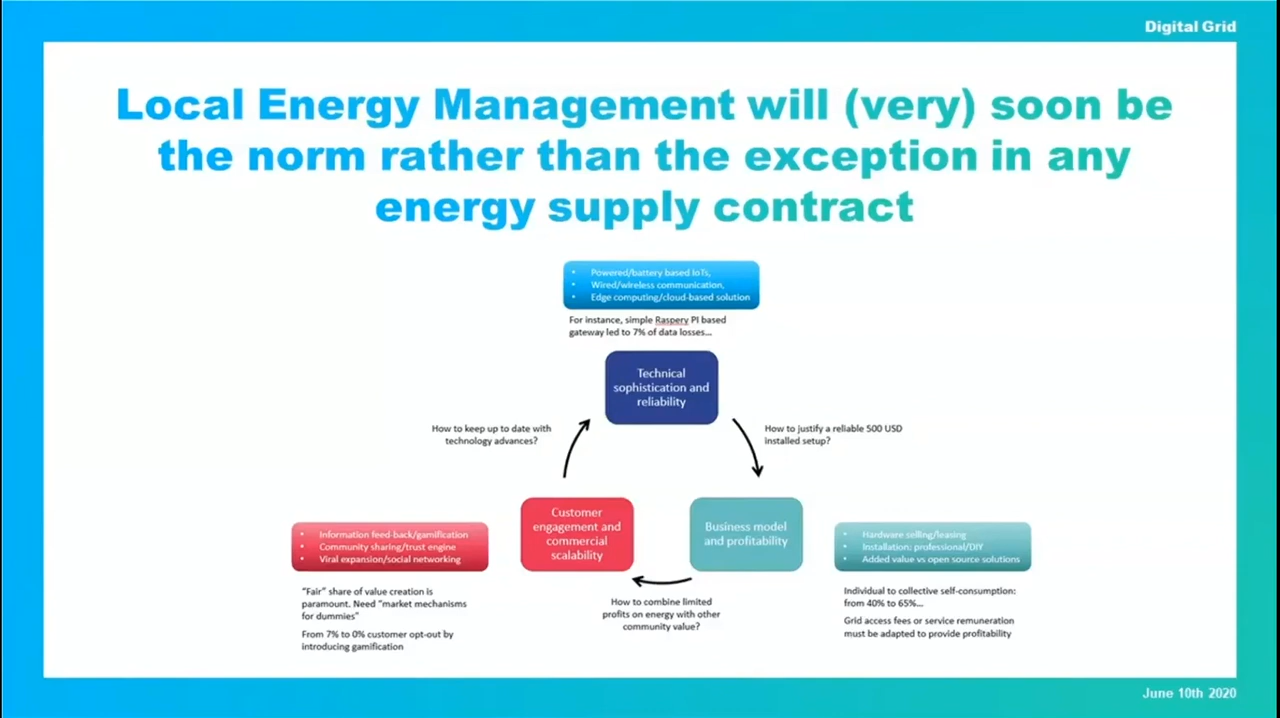 Digital Grid
Local Energy Management will (very) soon be
the norm rather than the exception in any
energy supply contract
• Powered/battery based IoTs,
• Wired/wireless communication,
• Edge computing/cloud-based solution
For instance, simple Raspery PI based
gateway led to 7% of data losses...
Technical
sophistication and
reliability
How to keep up to date with
technology advances?
How to justify a reliable 500 USD
installed setup?
Customer
engagement and
commercial
scalability
Business model
and profitability
• Information feed-back/gamification
• Community sharing/trust engine
• Viral expansion/social networking
• Hardware selling/leasing
• Installation: professional/DIY
• Added value vs open source solutions
"Fair" share of value creation is
paramount. Need "market mechanisms
for dummies"
From 7% to 0% customer opt-out by
introducing gamification
How to combine limited
profits on energy with other
community value?
Individual to collective self-consumption:
from 40% to 65%...
Grid access fees or service remuneration
must be adapted to provide profitability
June 10th 2020